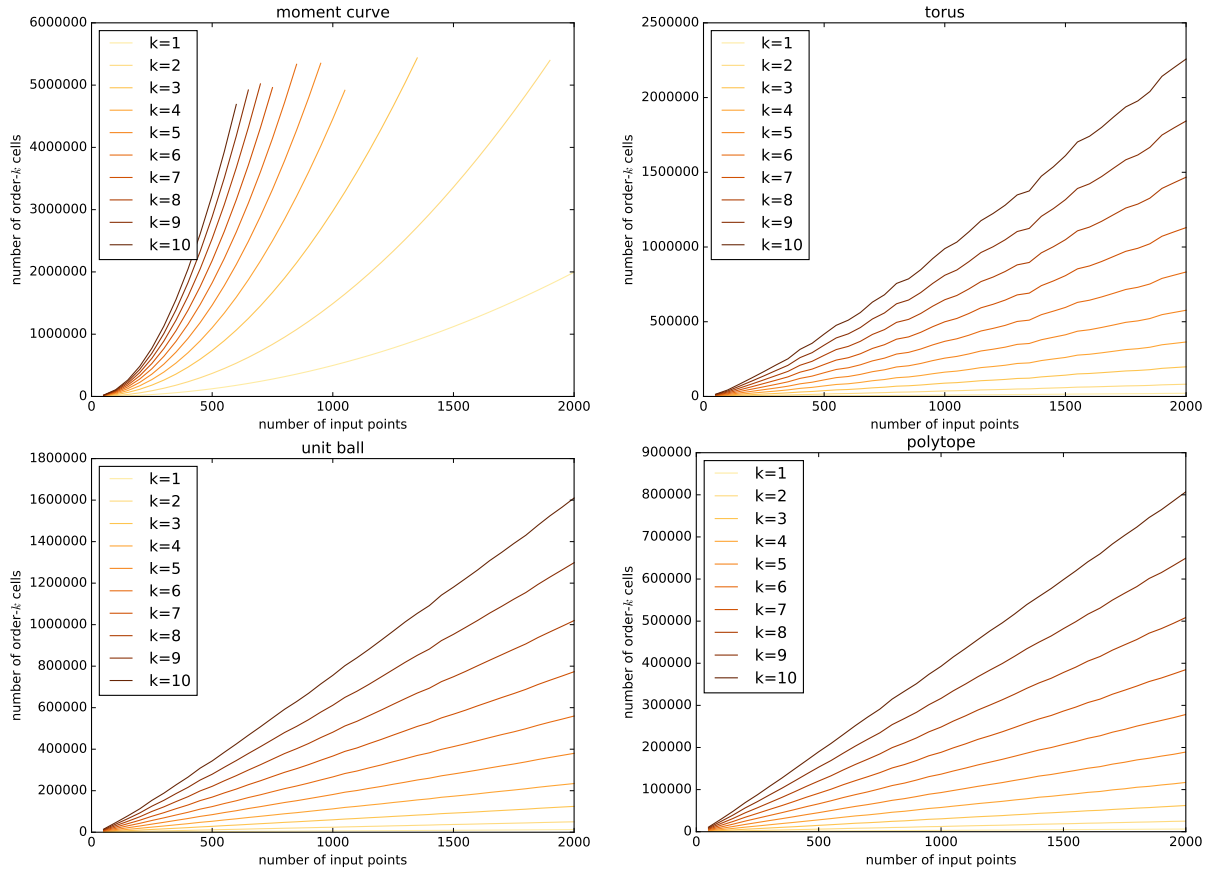 moment curve
6000000
5000000
4000000
3000000
2000000
1000000
0
number of order-k cells
k=1
k=2
k=3
k=4
k=5
k=6
k=7
k=8
k=9
k=10
0 500 1000 1500 2000
number of input points
torus
2500000
2000000
1500000
1000000
500000
0
number of order-k cells
k=1
k=2
k=3
k=4
k=5
k=6
k=7
k=8
k=9
k=10
0 500 1000 1500 2000
number of input points
unit ball
1800000
1600000
1400000
1200000
1000000
800000
600000
400000
200000
0
number of order-k cells
k=1
k=2
k=3
k=4
k=5
k=6
k=7
k=8
k=9
k=10
0 500 1000 1500 2000
number of input points
polytope
900000
800000
700000
600000
500000
400000
300000
200000
100000
0
number of order-k cells
k=1
k=2
k=3
k=4
k=5
k=6
k=7
k=8
k=9
k=10
0 500 1000 1500 2000
number of input points